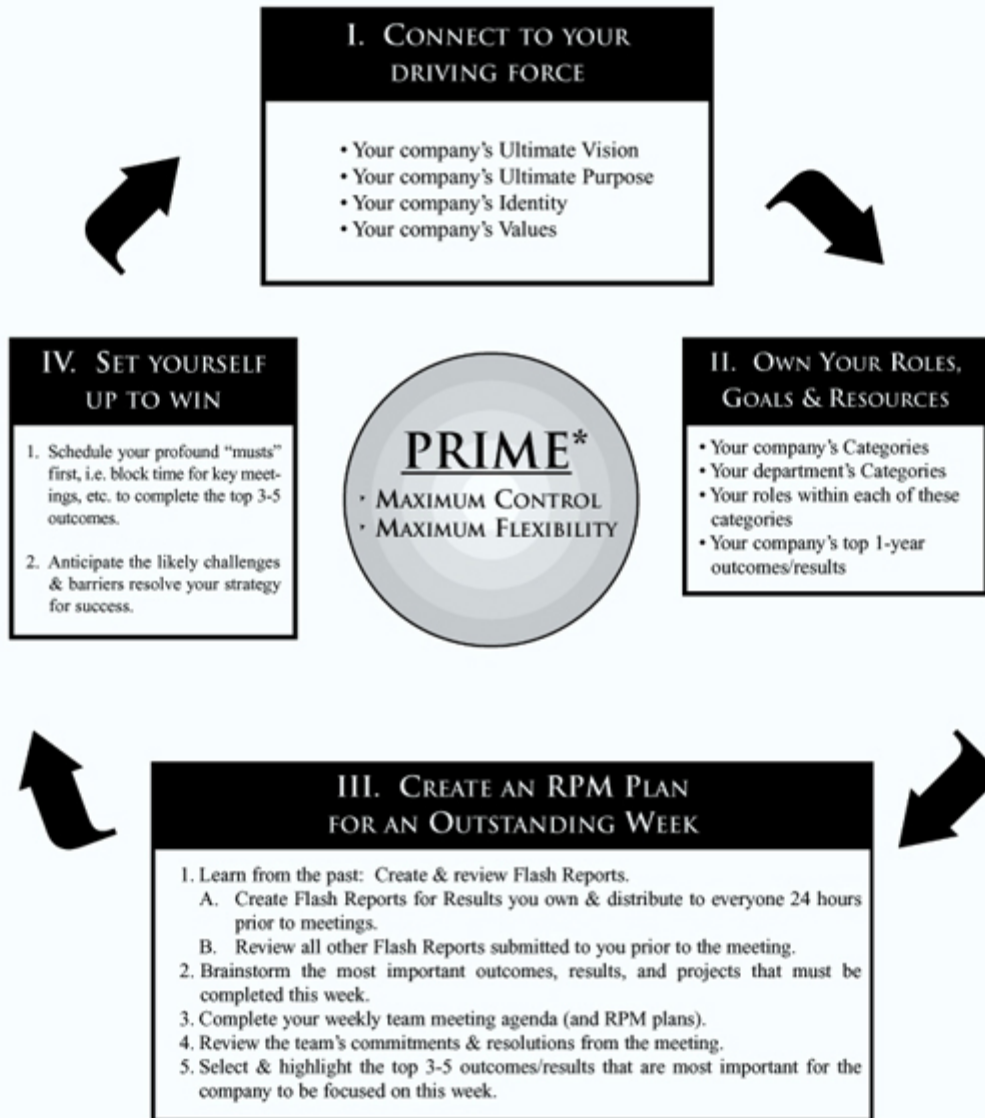 I. CONNECT TO YOUR
DRIVING FORCE
• Your company's Ultimate Vision
• Your company's Ultimate Purpose
• Your company's Identity
• Your company's Values
IV. SET YOURSELF
UP TO WIN
1. Schedule your profound “musts”
first, i.e. block time for key meet-
ings, etc. to complete the top 3-5
outcomes.
2. Anticipate the likely challenges
& barriers resolve your strategy
for success.
PRIME*
MAXIMUM CONTROL
MAXIMUM FLEXIBILITY
II. OWN YOUR ROLES,
GOALS & RESOURCES
• Your company's Categories
• Your department's Categories
• Your roles within each of these
categories
• Your company's top 1-year
outcomes/results
III. CREATE AN RPM PLAN
FOR AN OUTSTANDING WEEK
1. Learn from the past: Create & review Flash Reports.
A. Create Flash Reports for Results you own & distribute to everyone 24 hours
prior to meetings.
B. Review all other Flash Reports submitted to you prior to the meeting.
2. Brainstorm the most important outcomes, results, and projects that must be
completed this week.
3. Complete your weekly team meeting agenda (and RPM plans).
4. Review the team's commitments & resolutions from the meeting.
5. Select & highlight the top 3-5 outcomes/results that are most important for the
company to be focused on this week.